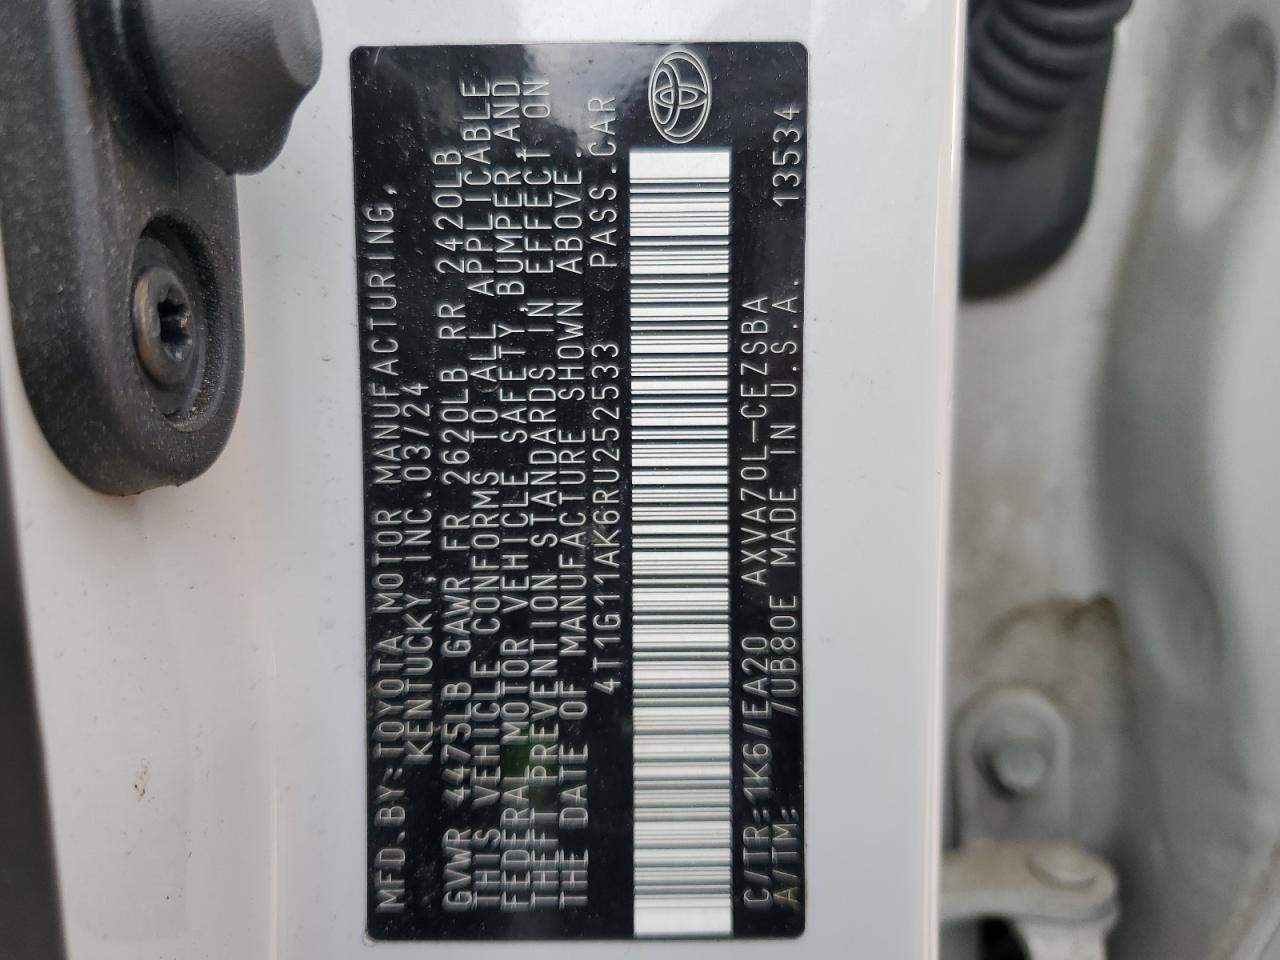 MFD.BY:TOYOTA MOTOR MANUFACTURING,
KENTUCKY, INC. 03/24
GVWR 4475LB GAWR FR 2620LB RR 2420LB
THIS VEHICLE CONFORMS TO ALL APPLICABLE
FEDERAL MOTOR VEHICLE SAFETY,BUMPER,AND
THEFT PREVENTION STANDARDS IN EFFECT ON
THE DATE OF MANUFACTURE SHOWN ABOVE.
4T1G11AK6RU252533 PASS.CAR
C/TR:1K6/EA20 AXVA70L-CEZSBA
A/TM: /UB80E MADE IN U.S.A. 13534